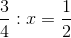 3/4 : x = 1/2